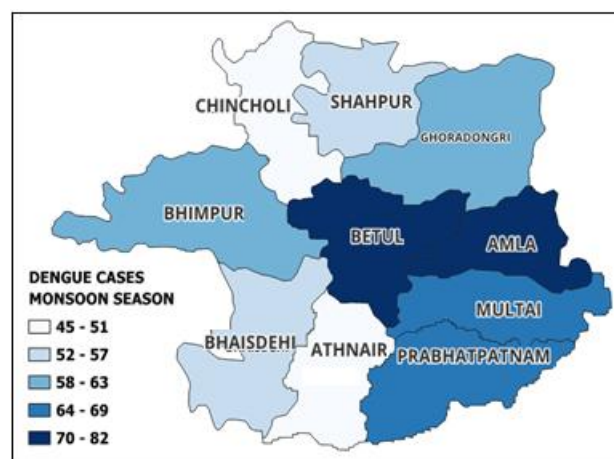 CHINCHOLI
SHAHPUR
GHORADONGRI
BHIMPUR
BETUL
AMLA
MULTAI
BHAISDEHI
ATHNAIR
PRABHATPATNAM
DENGUE CASES
MONSOON SEASON
45 - 51
52 - 57
58 - 63
64 - 69
70 - 82